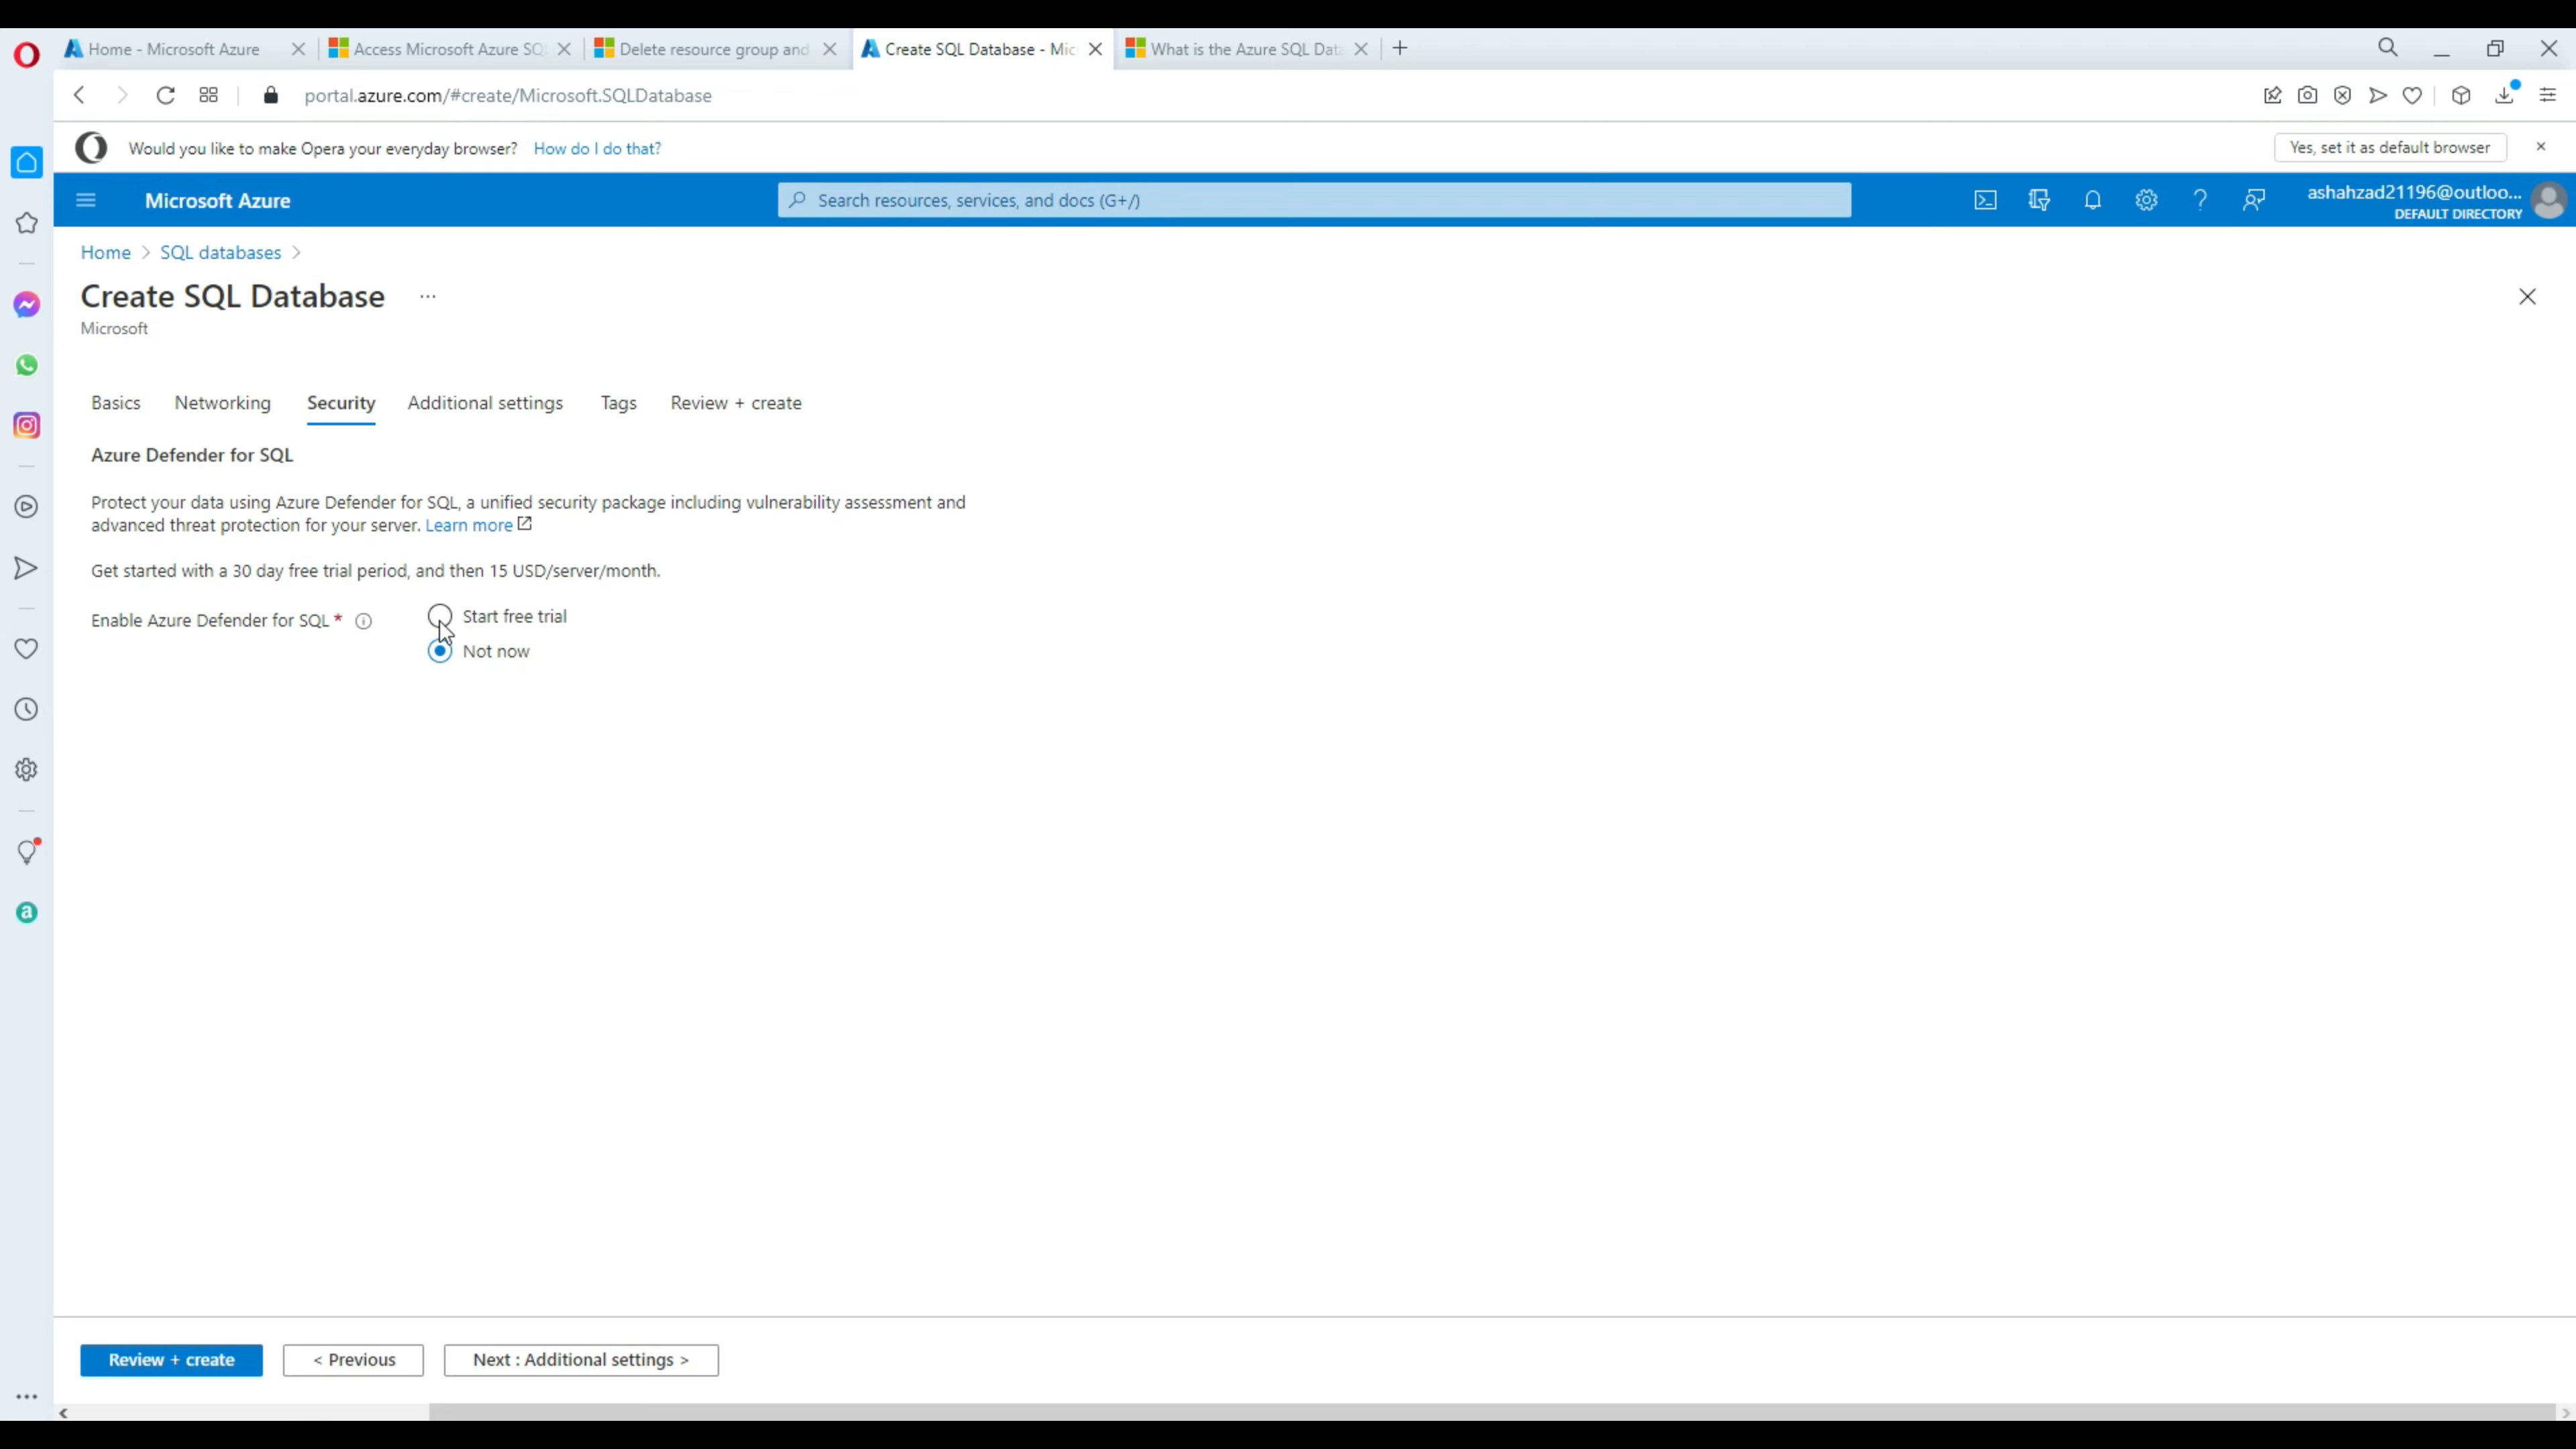 Home - Microsoft Azure
Access Microsoft Azure SQ
Delete resource group and
Create SQL Database - Mic
What is the Azure SQL Dat
portal.azure.com/#create/Microsoft.SQLDatabase
Would you like to make Opera your everyday browser? How do I do that?
Yes, set it as default browser
Microsoft Azure
Search resources, services, and docs (G+/)
ashahzad21196@outloo...
DEFAULT DIRECTORY
Home > SQL databases >
Create SQL Database ...
Microsoft
Basics Networking Security Additional settings Tags Review + create
Azure Defender for SQL
Protect your data using Azure Defender for SQL, a unified security package including vulnerability assessment and
advanced threat protection for your server. Learn more
Get started with a 30 day free trial period, and then 15 USD/server/month.
Enable Azure Defender for SQL *
Start free trial
Not now
Review + create
< Previous
Next : Additional settings >